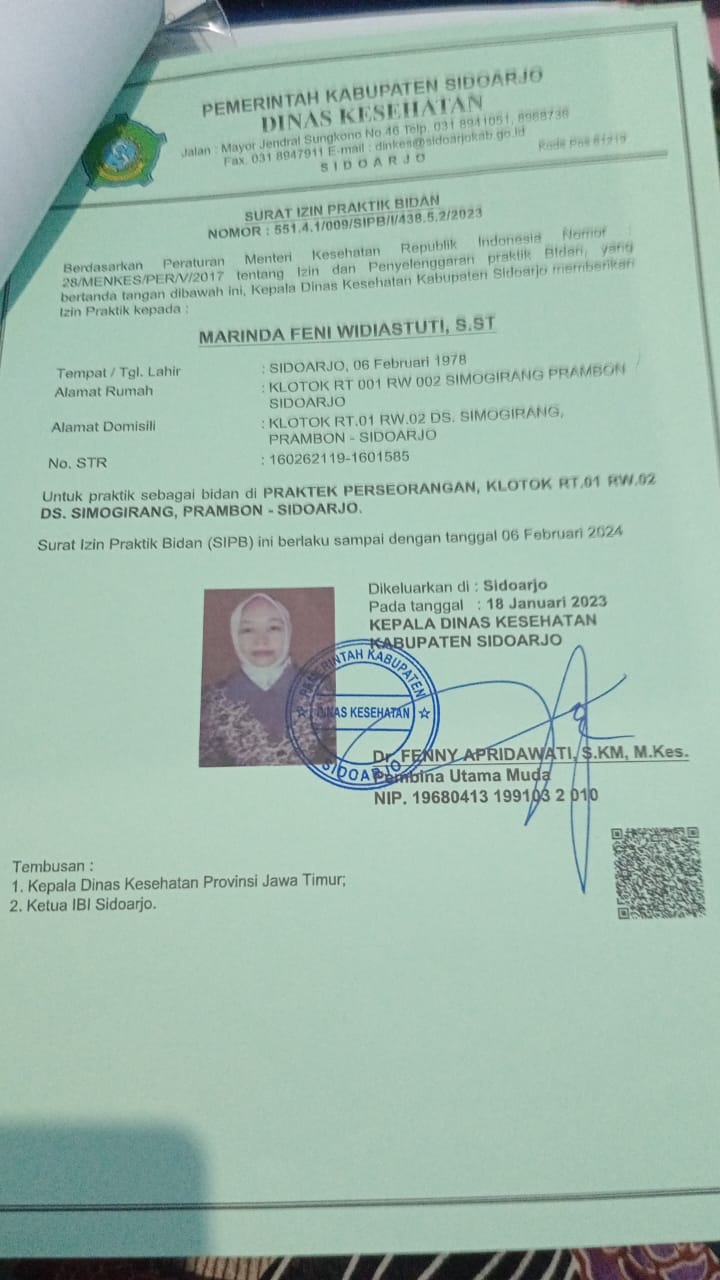 PEMERINTAH KABUPATEN SIDOARJO
DINAS KESEHATAN
Jalan : Mayor Jendral Sungkono No.46 Telp. 031 8941051, 8968736
Fax. 031 8947911 E-mail : dinkes@sidoarjokab.go.id
Kode Pos 61219
SIDOARJO
SURAT IZIN PRAKTIK BIDAN
NOMOR : 551.4.1/009/SIPB/I/438.5.2/2023
Berdasarkan Peraturan Menteri Kesehatan Republik Indonesia Nomor :
28/MENKES/PER/V/2017 tentang Izin dan Penyelenggaran praktik BIdan, yang
bertanda tangan dibawah ini, Kepala Dinas Kesehatan Kabupaten Sidoarjo memberikan
Izin Praktik kepada :
MARINDA FENI WIDIASTUTI, S.ST
Tempat / Tgl. Lahir : SIDOARJO, 06 Februari 1978
Alamat Rumah : KLOTOK RT 001 RW 002 SIMOGIRANG PRAMBON
SIDOARJO
Alamat Domisili : KLOTOK RT.01 RW.02 DS. SIMOGIRANG,
PRAMBON - SIDOARJO
No. STR : 160262119-1601585
Untuk praktik sebagai bidan di PRAKTEK PERSEORANGAN, KLOTOK RT.01 RW.02
DS. SIMOGIRANG, PRAMBON - SIDOARJO.
Surat Izin Praktik Bidan (SIPB) ini berlaku sampai dengan tanggal 06 Februari 2024
Dikeluarkan di : Sidoarjo
Pada tanggal : 18 Januari 2023
KEPALA DINAS KESEHATAN
KABUPATEN SIDOARJO
PEMERINTAH KABUPATEN
DINAS KESEHATAN
SIDOARJO
Dr. FENNY APRIDAWATI, S.KM, M.Kes.
Pembina Utama Muda
NIP. 19680413 199103 2 010
Tembusan :
1. Kepala Dinas Kesehatan Provinsi Jawa Timur;
2. Ketua IBI Sidoarjo.